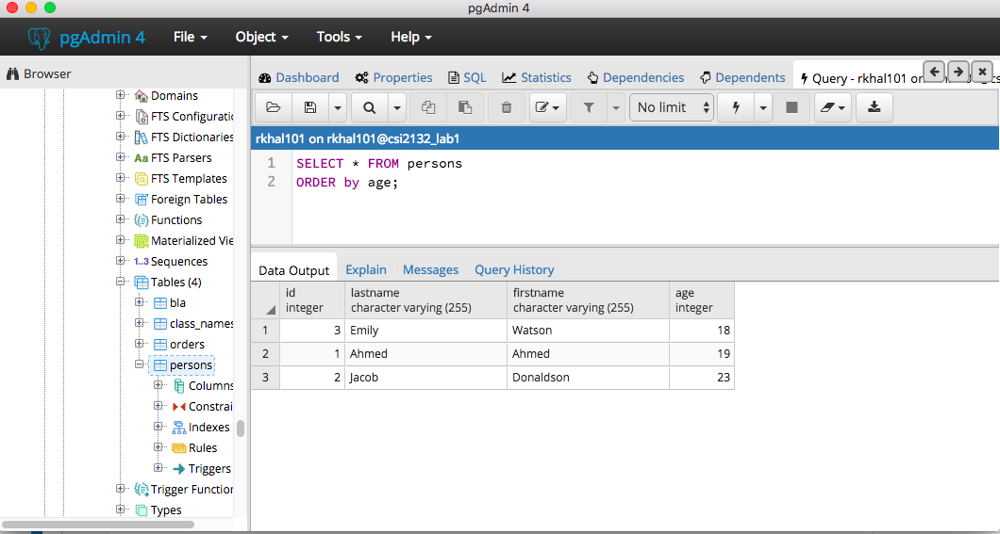 pgAdmin 4
pgAdmin 4 File Object Tools Help
Browser
Domains
FTS Configuratio
FTS Dictionaries
Aa FTS Parsers
FTS Templates
Foreign Tables
Functions
Materialized Vie
1..3 Sequences
Tables (4)
bla
class_names
orders
persons
Columns
Constrai
Indexes
Rules
Triggers
Trigger Function
Types
Dashboard Properties SQL Statistics Dependencies Dependents Query - rkhal101 on
No limit
rkhal101 on rkhal101@csi2132_lab1
1 SELECT * FROM persons
2 ORDER by age;
Data Output Explain Messages Query History
id lastname firstname age
integer character varying (255) character varying (255) integer
1 3 Emily Watson 18
2 1 Ahmed Ahmed 19
3 2 Jacob Donaldson 23